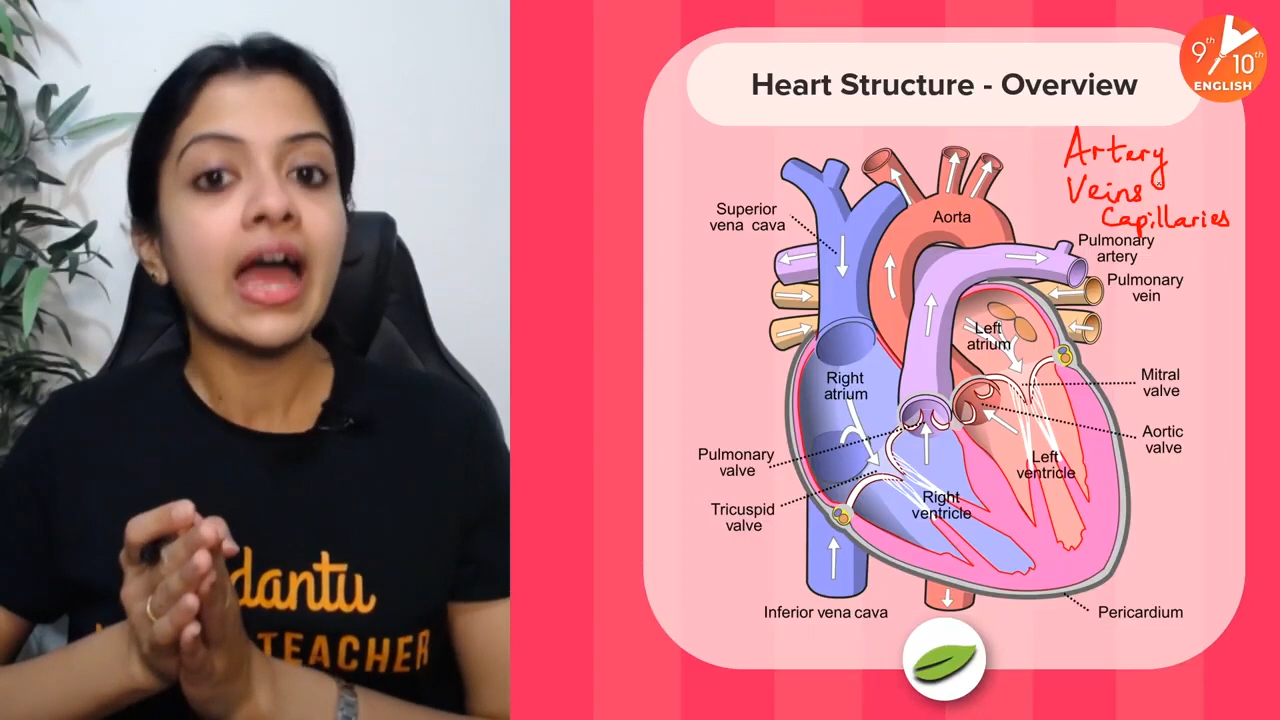 Heart Structure - Overview
9th
10th
ENGLISH
Artery
Veins
Capillaries
Superior
vena cava
Aorta
Pulmonary
artery
Pulmonary
vein
Left
atrium
Right
atrium
Mitral
valve
Aortic
valve
Pulmonary
valve
Left
ventricle
Tricuspid
valve
Right
ventricle
Inferior vena cava
Pericardium
dantu
TEACHER